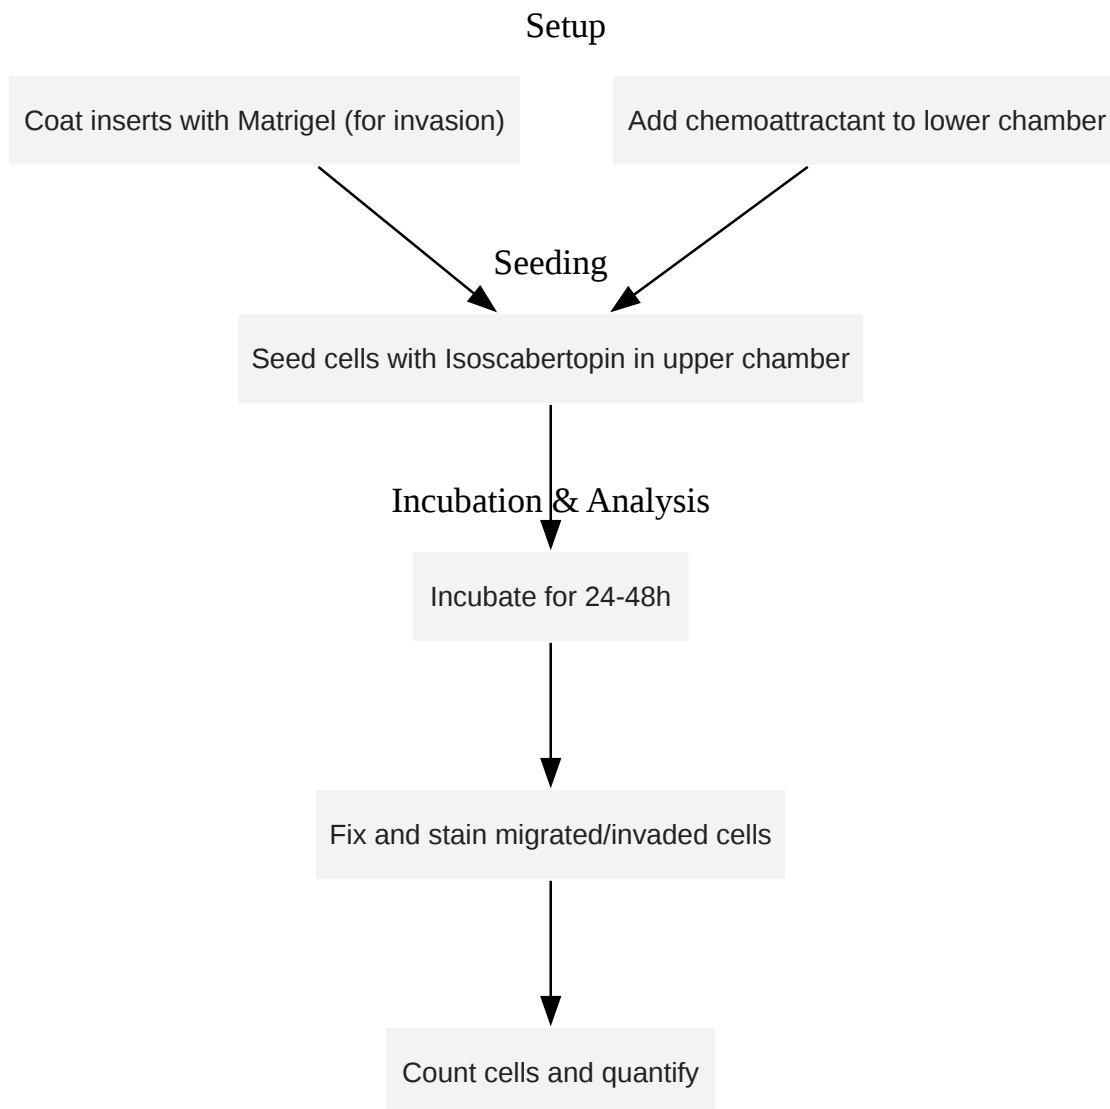 Setup
Coat inserts with Matrigel (for invasion)
Add chemoattractant to lower chamber
Seeding
Seed cells with Isoscabertopin in upper chamber
Incubation & Analysis
Incubate for 24-48h
Fix and stain migrated/invaded cells
Count cells and quantify